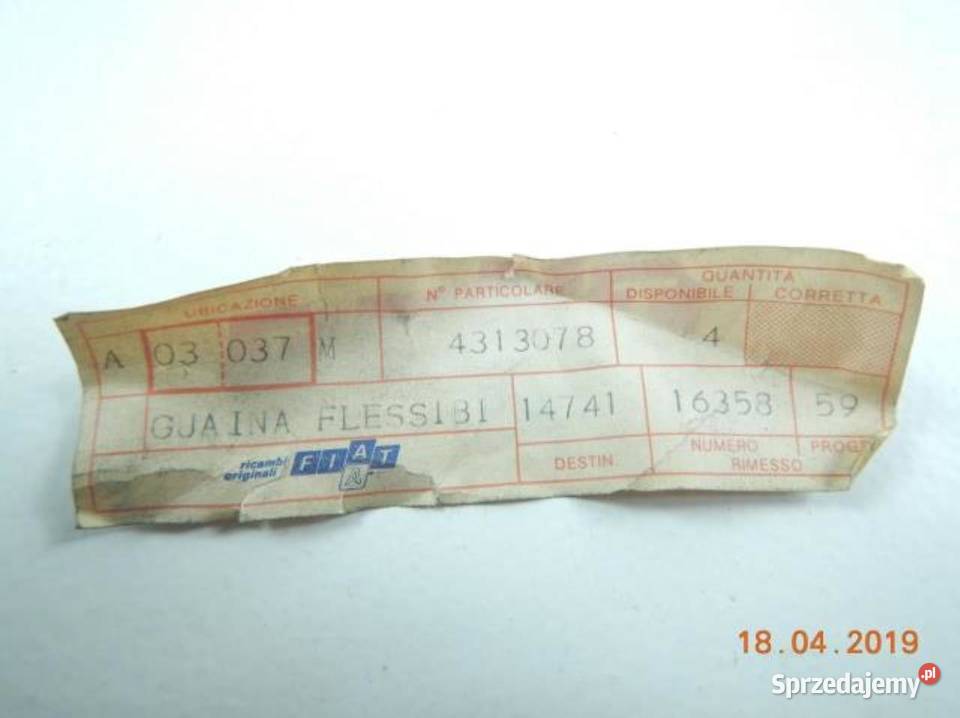 UBICAZIONE
N° PARTICOLARE
QUANTITA
DISPONIBILE
CORRETTA
A 03 037 M
4313078
4
GJAINA FLESSIBI
14741
16358
59
ricambi
originali
FIAT
A
DESTIN.
NUMERO
RIMESSO
PROG
18.04.2019
Sprzedajemy.pl